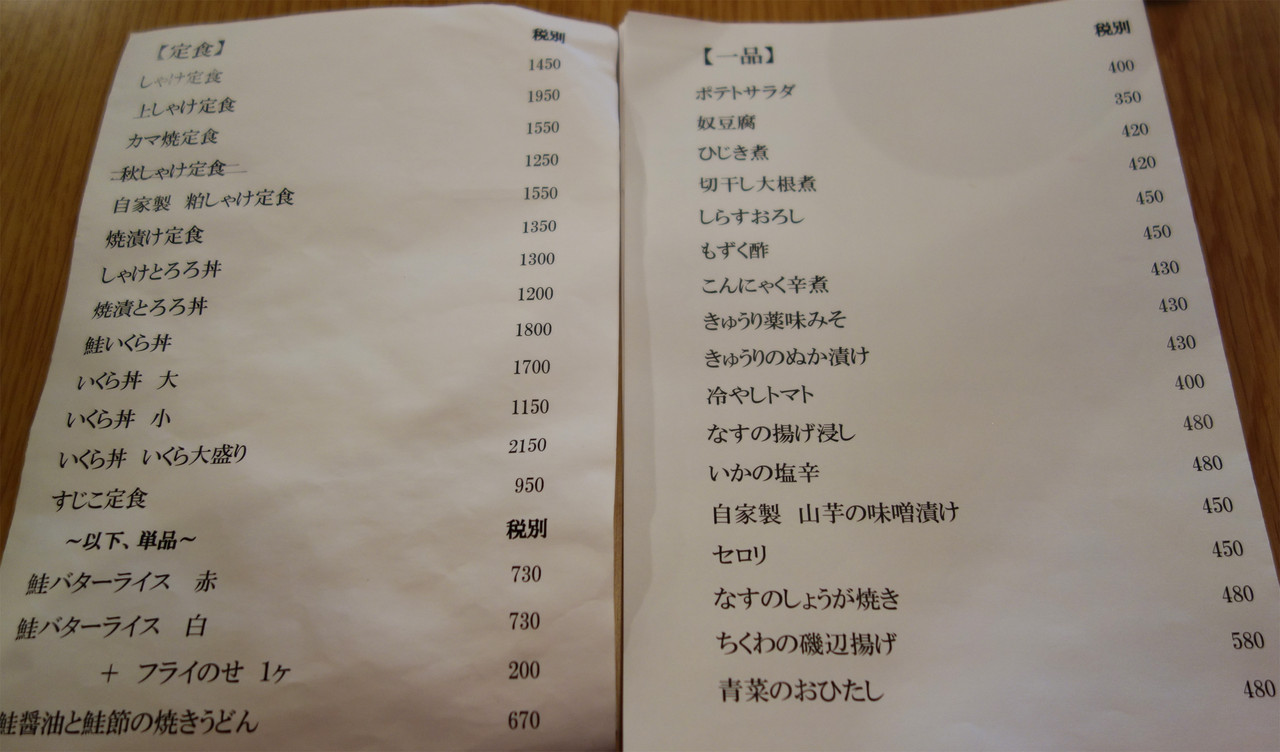 【定食】 税別
しゃけ定食 1450
上しゃけ定食 1950
カマ焼定食 1550
秋しゃけ定食 1250
自家製 粕しゃけ定食 1550
焼漬け定食 1350
しゃけとろろ丼 1300
焼漬とろろ丼 1200
鮭いくら丼 1800
いくら丼 大 1700
いくら丼 小 1150
いくら丼 いくら大盛り 2150
すじこ定食 950
～以下、単品～ 税別
鮭バターライス 赤 730
鮭バターライス 白 730
＋ フライのせ 1ヶ 200
鮭醤油と鮭節の焼きうどん 670
【一品】 税別
ポテトサラダ 400
奴豆腐 350
ひじき煮 420
切干し大根煮 420
しらすおろし 450
もずく酢 450
こんにゃく辛煮 430
きゅうり薬味みそ 430
きゅうりのぬか漬け 430
冷やしトマト 400
なすの揚げ浸し 480
いかの塩辛 480
自家製 山芋の味噌漬け 450
セロリ 450
なすのしょうが焼き 480
ちくわの磯辺揚げ 580
青菜のおひたし 480